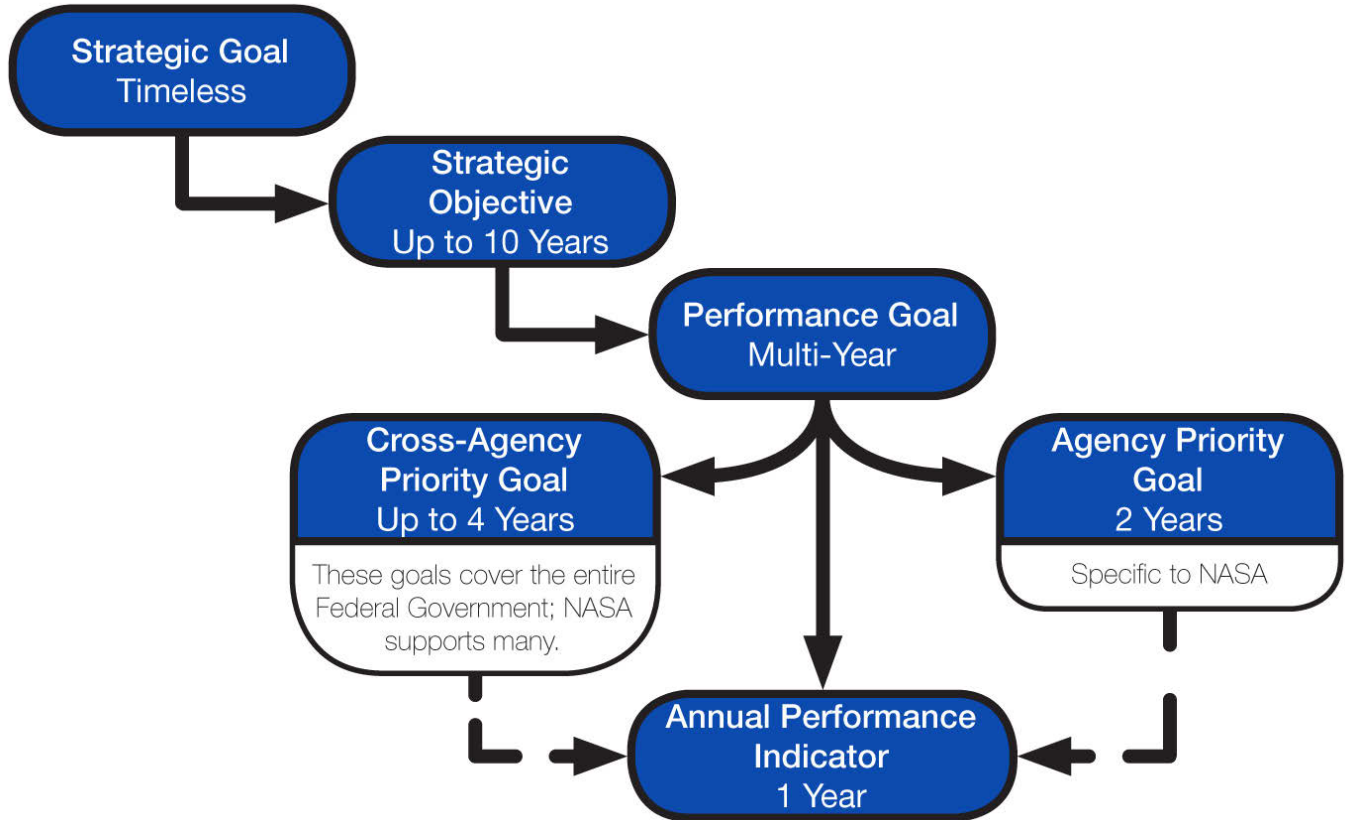 Strategic Goal
Timeless
Strategic
Objective
Up to 10 Years
Performance Goal
Multi-Year
Cross-Agency
Priority Goal
Up to 4 Years
These goals cover the entire
Federal Government; NASA
supports many.
Agency Priority
Goal
2 Years
Specific to NASA
Annual Performance
Indicator
1 Year